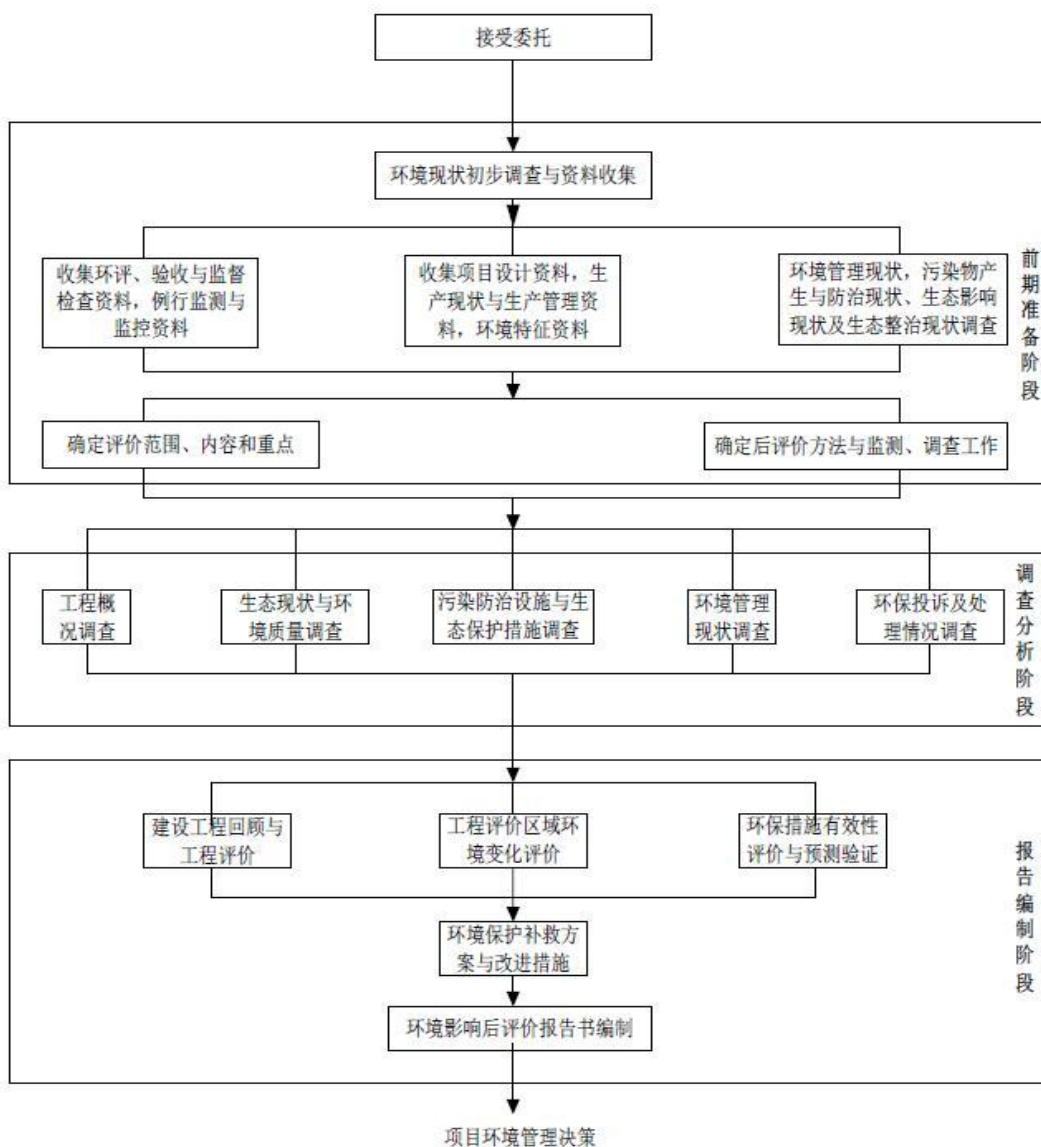 接受委托
环境现状初步调查与资料收集
收集环评、验收与监督
检查资料，例行监测与
监控资料
收集项目设计资料，生
产现状与生产管理资
料，环境特征资料
环境管理现状，污染物产
生与防治现状、生态影响
现状及生态整治现状调查
前期准备阶段
确定评价范围、内容和重点
确定后评价方法与监测、调查工作
工程概
况调查
生态现状与环
境质量调查
污染防治设施与生
态保护措施调查
环境管理
现状调查
环保投诉及处
理情况调查
调查分析阶段
建设工程回顾与
工程评价
工程评价区域环
境变化评价
环保措施有效性
评价与预测验证
报告编制阶段
环境保护补救方
案与改进措施
环境影响后评价报告书编制
项目环境管理决策